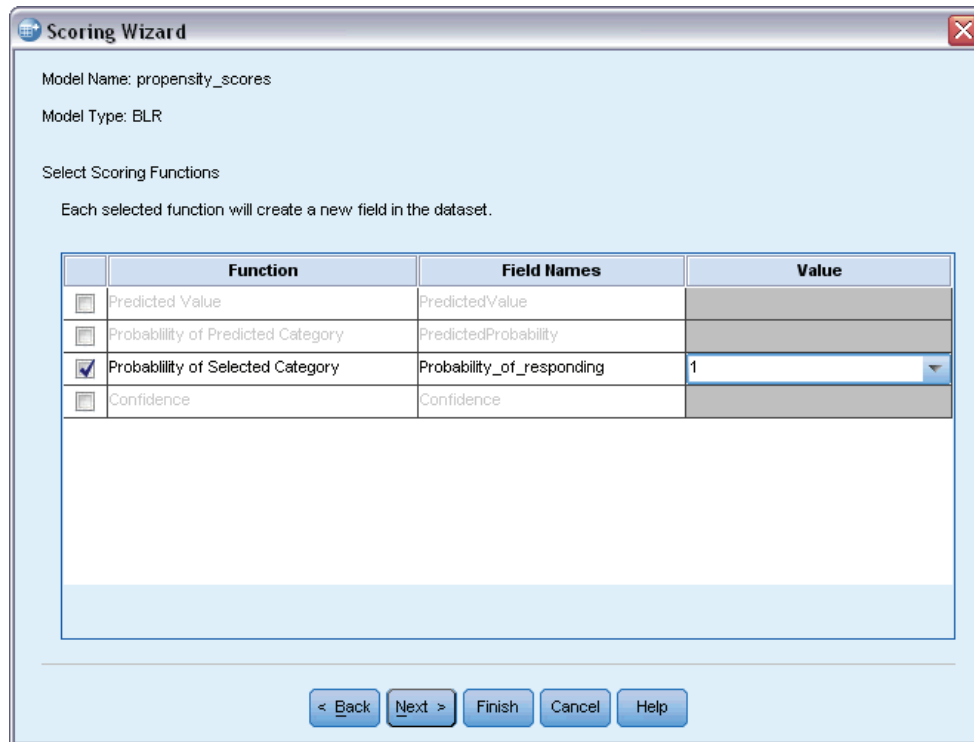 Scoring Wizard
Model Name: propensity_scores
Model Type: BLR
Select Scoring Functions
Each selected function will create a new field in the dataset.
Function Field Names Value
Predicted Value PredictedValue
Probablility of Predicted Category PredictedProbability
Probablility of Selected Category Probability_of_responding 1
Confidence Confidence
< Back Next > Finish Cancel Help